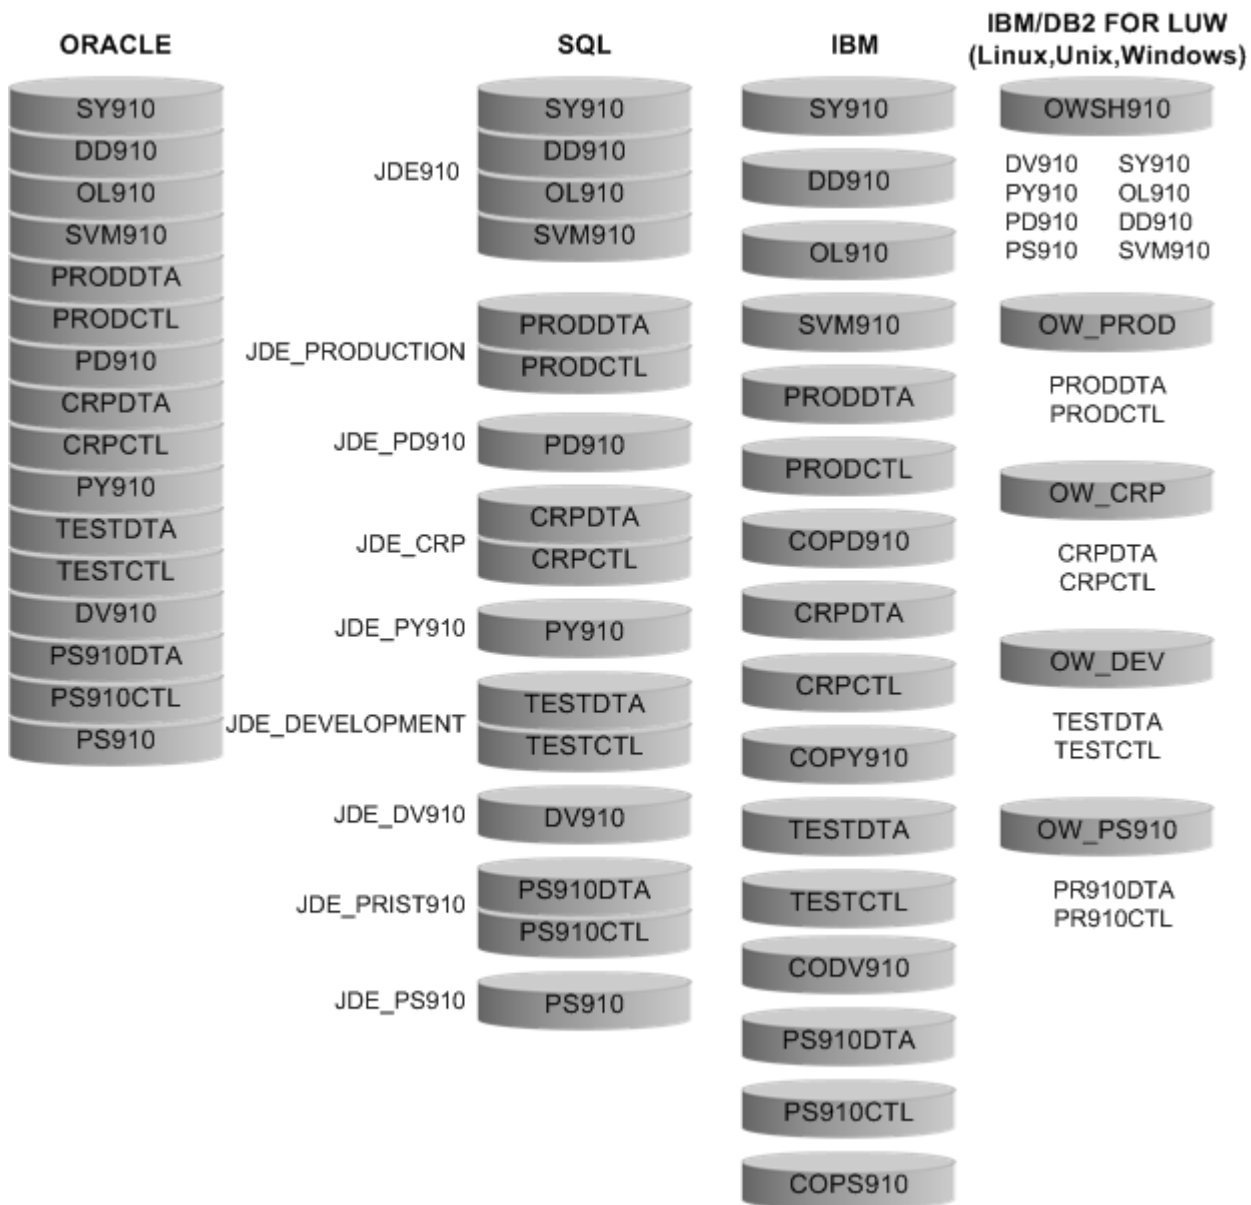 ORACLE
SY910
DD910
OL910
SVM910
PRODDTA
PRODCTL
PD910
CRPDTA
CRPCTL
PY910
TESTDTA
TESTCTL
DV910
PS910DTA
PS910CTL
PS910
SQL
JDE910
SY910
DD910
OL910
SVM910
JDE_PRODUCTION
PRODDTA
PRODCTL
JDE_PD910
PD910
JDE_CRP
CRPDTA
CRPCTL
JDE_PY910
PY910
JDE_DEVELOPMENT
TESTDTA
TESTCTL
JDE_DV910
DV910
JDE_PRIST910
PS910DTA
PS910CTL
JDE_PS910
PS910
IBM
SY910
DD910
OL910
SVM910
PRODDTA
PRODCTL
COPD910
CRPDTA
CRPCTL
COPY910
TESTDTA
TESTCTL
CODV910
PS910DTA
PS910CTL
COPS910
IBM/DB2 FOR LUW
(Linux,Unix,Windows)
OWSH910
DV910 SY910
PY910 OL910
PD910 DD910
PS910 SVM910
OW_PROD
PRODDTA
PRODCTL
OW_CRP
CRPDTA
CRPCTL
OW_DEV
TESTDTA
TESTCTL
OW_PS910
PR910DTA
PR910CTL